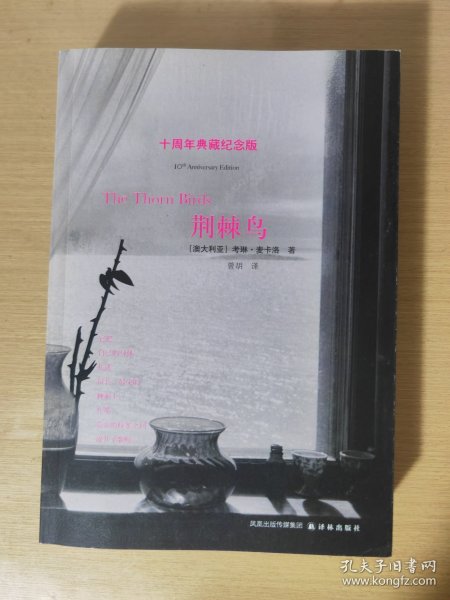 十周年典藏纪念版
10th Anniversary Edition
The Thorn Birds
荆棘鸟
[澳大利亚] 考琳·麦卡洛 著
曾胡 译
凤凰出版传媒集团 译林出版社
孔夫子旧书网
www.kongfz.com